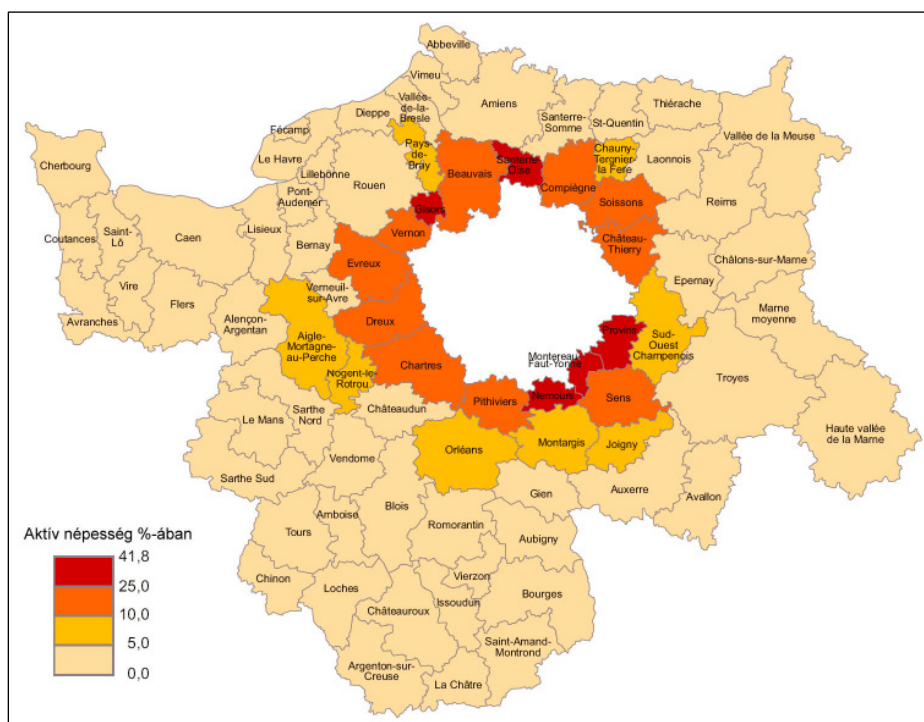 Abbeville
Vimeu
Vallée-
de-la-
Bresle
Dieppe
Amiens
Santerre-
Somme
St-Quentin
Thiérache
Vallée de la Meuse
Fécamp
Le Havre
Lillebonne
Pays-
de-
Bray
Chauny-
Tergnier-
la Fere
Laonnois
Cherbourg
Rouen
Beauvais
Santerre-
Oise
Compiègne
Soissons
Reims
Pont-
Audemer
Gisors
Coutances
Saint-
Lô
Caen
Lisieux
Bernay
Vernon
Château-
Thierry
Evreux
Epernay
Châlons-sur-Marne
Vire
Flers
Verneuil-
sur-Avre
Avranches
Alençon-
Argentan
Dreux
Marne
moyenne
Aigle-
Mortagne-
au-Perche
Provins
Sud-
Ouest
Champenois
Chartres
Montereau
Faut-Yonne
Nogent-le-
Rotrou
Troyes
Nemours
Pithiviers
Sens
Châteaudun
Le Mans
Sarthe
Nord
Haute vallée
de la Marne
Orléans
Montargis
Joigny
Vendome
Sarthe Sud
Auxerre
Gien
Avallon
Blois
Amboise
Tours
Romorantin
Aubigny
Chinon
Loches
Vierzon
Issoudun
Bourges
Châteauroux
Saint-Amand-
Montrond
Argenton-sur-
Creuse
La Châtre
Aktív népesség %-ában
41,8
25,0
10,0
5,0
0,0